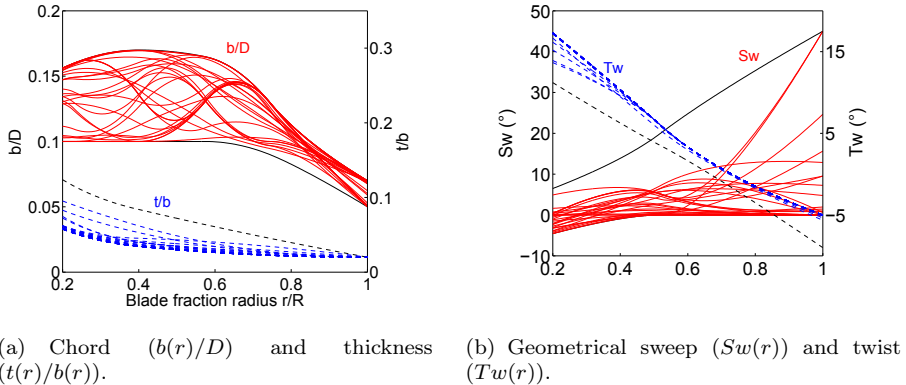 0.2
0.15
0.1
0.05
0
b/D
b/D
t/b
0.3
0.2
0.1
0
t/b
0.2
0.4
0.6
0.8
1
Blade fraction radius r/R
50
40
30
20
10
0
−10
Sw (°)
Tw
Sw
15
5
−5
Tw (°)
0.2
0.4
0.6
0.8
1
(a) Chord (b(r)/D) and thickness
(t(r)/b(r)).
(b) Geometrical sweep (Sw(r)) and twist
(Tw(r)).